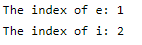 The index of e: 1
The index of i: 2